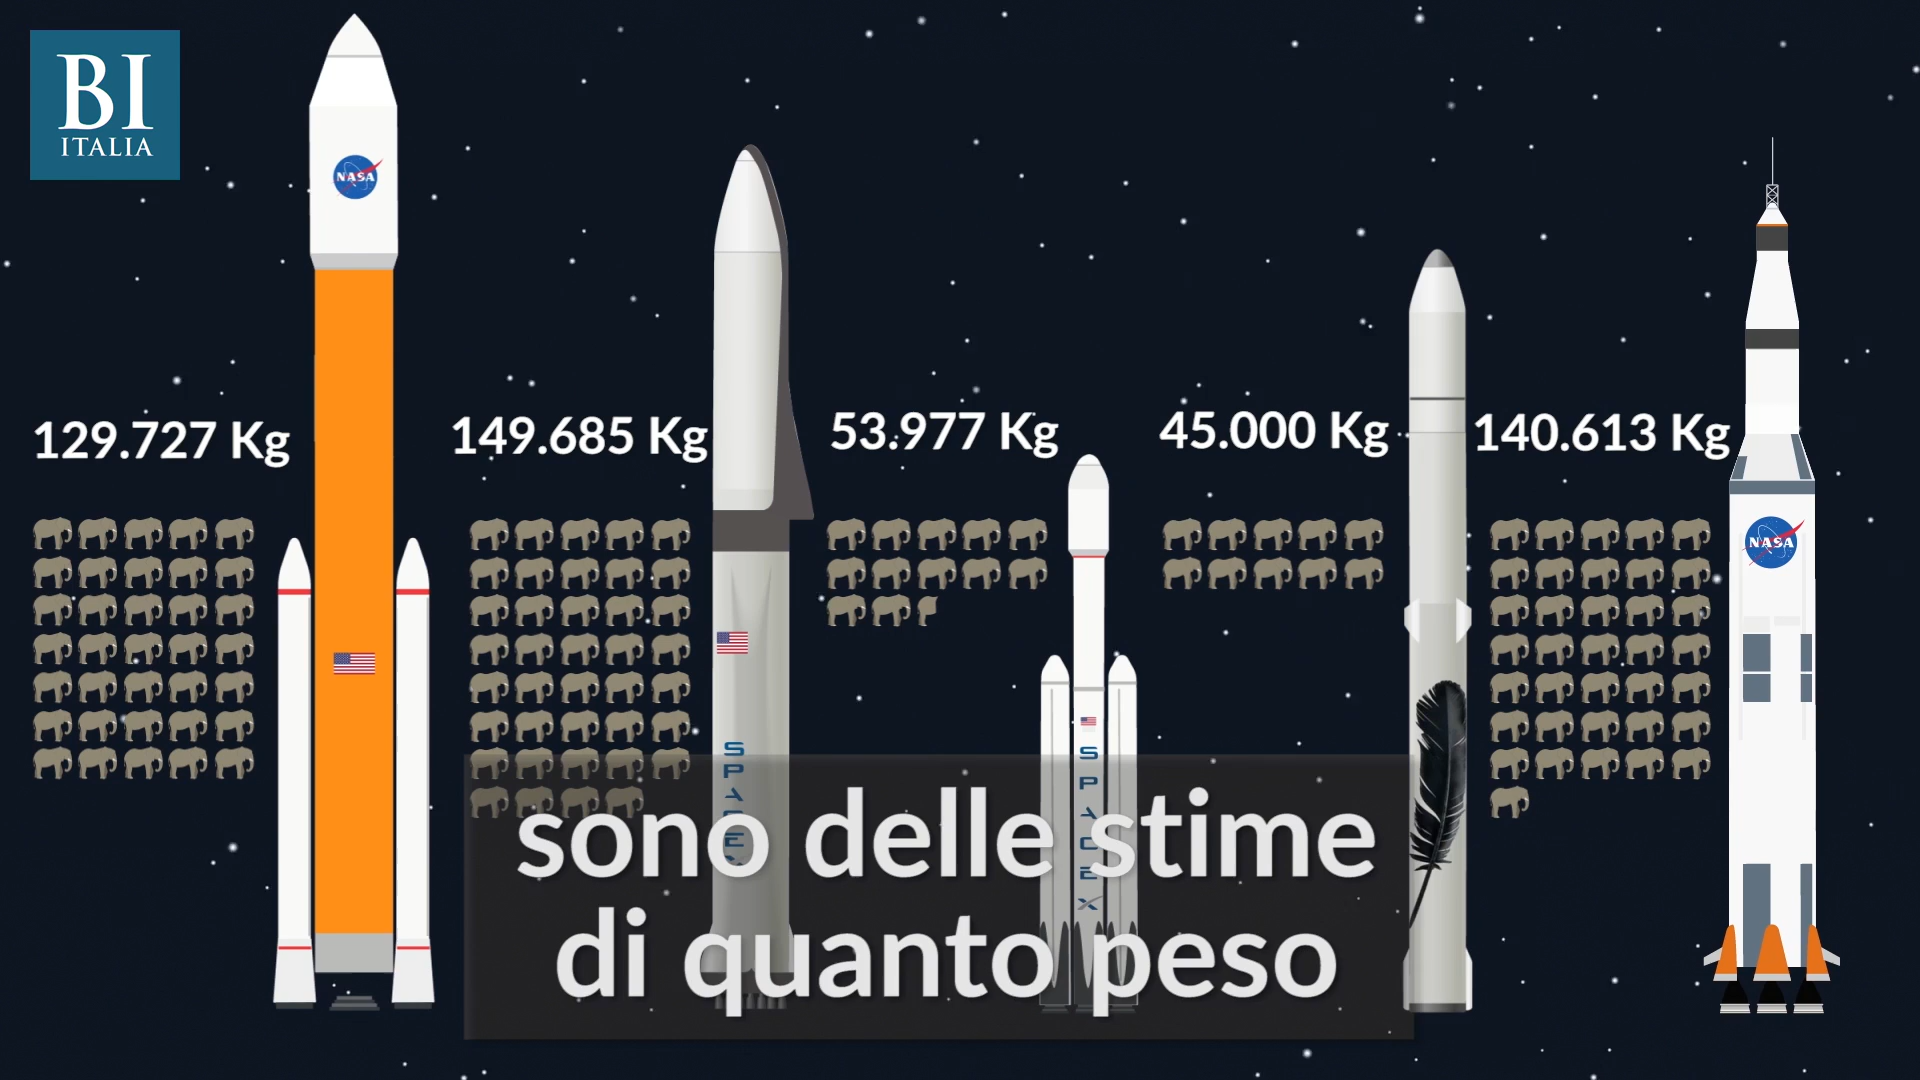 BI
ITALIA
NASA
129.727 Kg
149.685 Kg
53.977 Kg
45.000 Kg
140.613 Kg
NASA
SPACEX
SPACEX
sono delle stime
di quanto peso